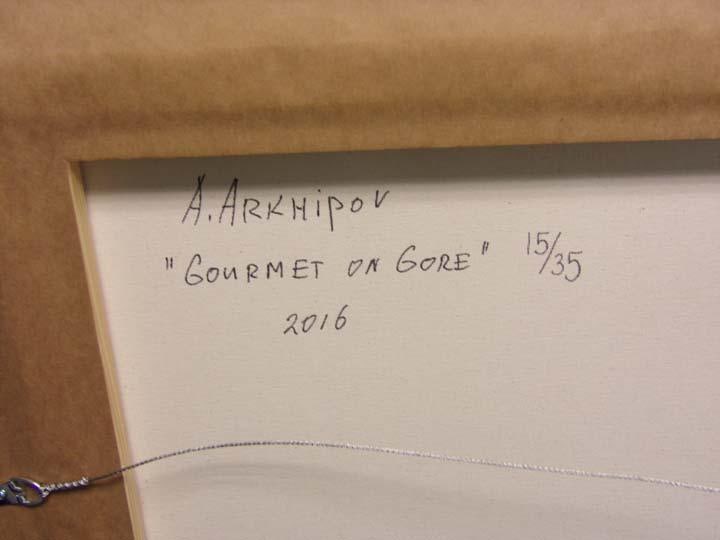 A. ARKHIPOV
"GOURMET ON GORE" 15/35
2016